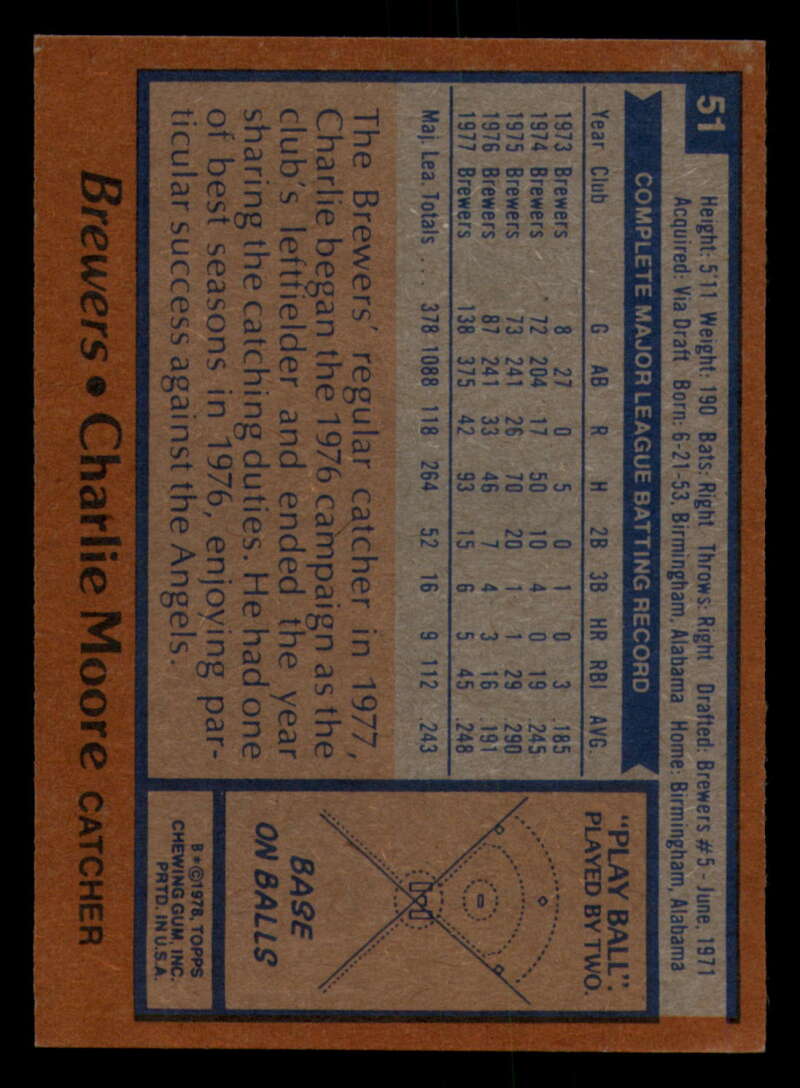 51
Height: 5'11 Weight: 190 Bats: Right Throws: Right Drafted: Brewers #5 - June, 1971
Acquired: Via Draft Born: 6-21-53, Birmingham, Alabama Home: Birmingham, Alabama
COMPLETE MAJOR LEAGUE BATTING RECORD
Year Club G AB R H 2B 3B HR RBI AVG.
1973 Brewers 8 27 0 5 0 1 0 3 .185
1974 Brewers 72 204 17 50 10 4 0 19 .245
1975 Brewers 73 241 26 70 20 1 1 29 .290
1976 Brewers 87 241 33 46 7 4 3 16 .191
1977 Brewers 138 375 42 93 15 6 5 45 .248
Maj. Lea. Totals ... 378 1088 118 264 52 16 9 112 .243
The Brewers' regular catcher in 1977,
Charlie began the 1976 campaign as the
club's leftfielder and ended the year
sharing the catching duties. He had one
of best seasons in 1976, enjoying par-
ticular success against the Angels.
"PLAY BALL".
PLAYED BY TWO.
BASE
ON BALLS
B*©1978, TOPPS
CHEWING GUM, INC.
PRTD. IN U.S.A.
Brewers • Charlie Moore CATCHER